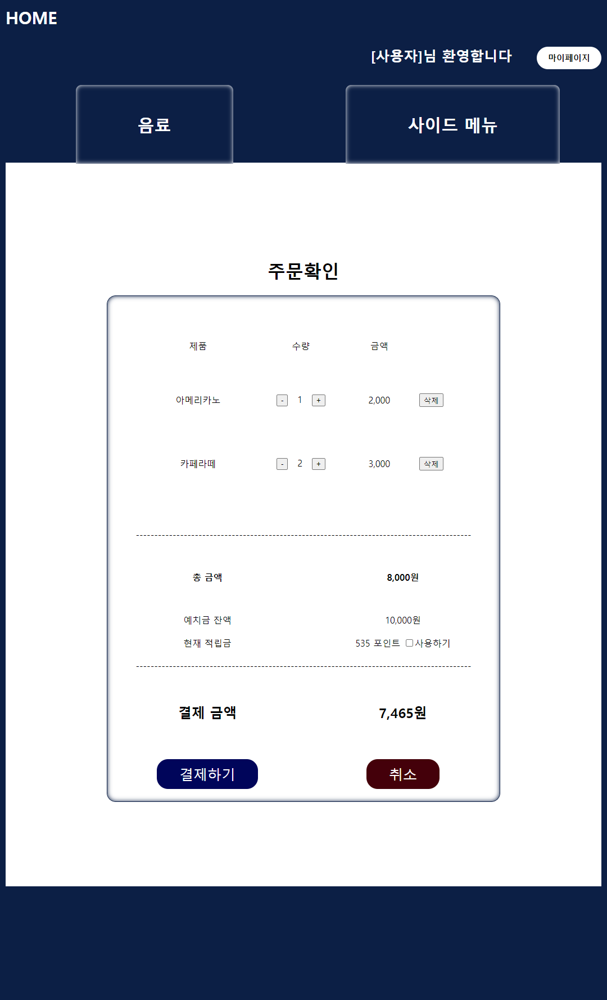 HOME
[사용자]님 환영합니다 마이페이지
음료 사이드 메뉴
주문확인
제품 수량 금액
아메리카노 - 1 + 2,000 삭제
카페라떼 - 2 + 3,000 삭제
--------------------------------------------------------------------------------------------
총 금액 8,000원
예치금 잔액 10,000원
현재 적립금 535 포인트 사용하기
--------------------------------------------------------------------------------------------
결제 금액 7,465원
결제하기 취소